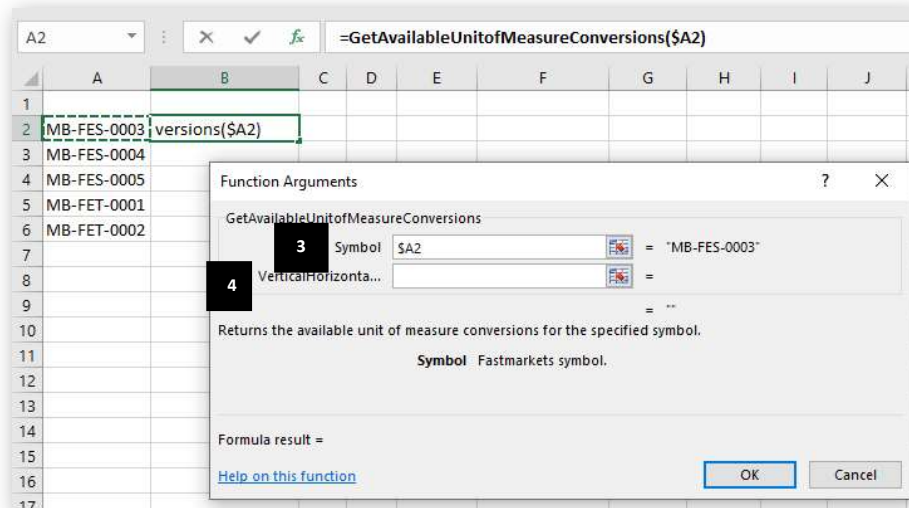 A2 =GetAvailableUnitofMeasureConversions($A2)
A B C D E F G H I J
1
2 MB-FES-0003 versions($A2)
3 MB-FES-0004
4 MB-FES-0005
5 MB-FET-0001
6 MB-FET-0002
7
8
9
10
11
12
13
14
15
16
17
Function Arguments ? X
GetAvailableUnitofMeasureConversions
3 Symbol $A2 = "MB-FES-0003"
4 VerticalHorizonta... =
= ""
Returns the available unit of measure conversions for the specified symbol.
Symbol Fastmarkets symbol.
Formula result =
Help on this function OK Cancel